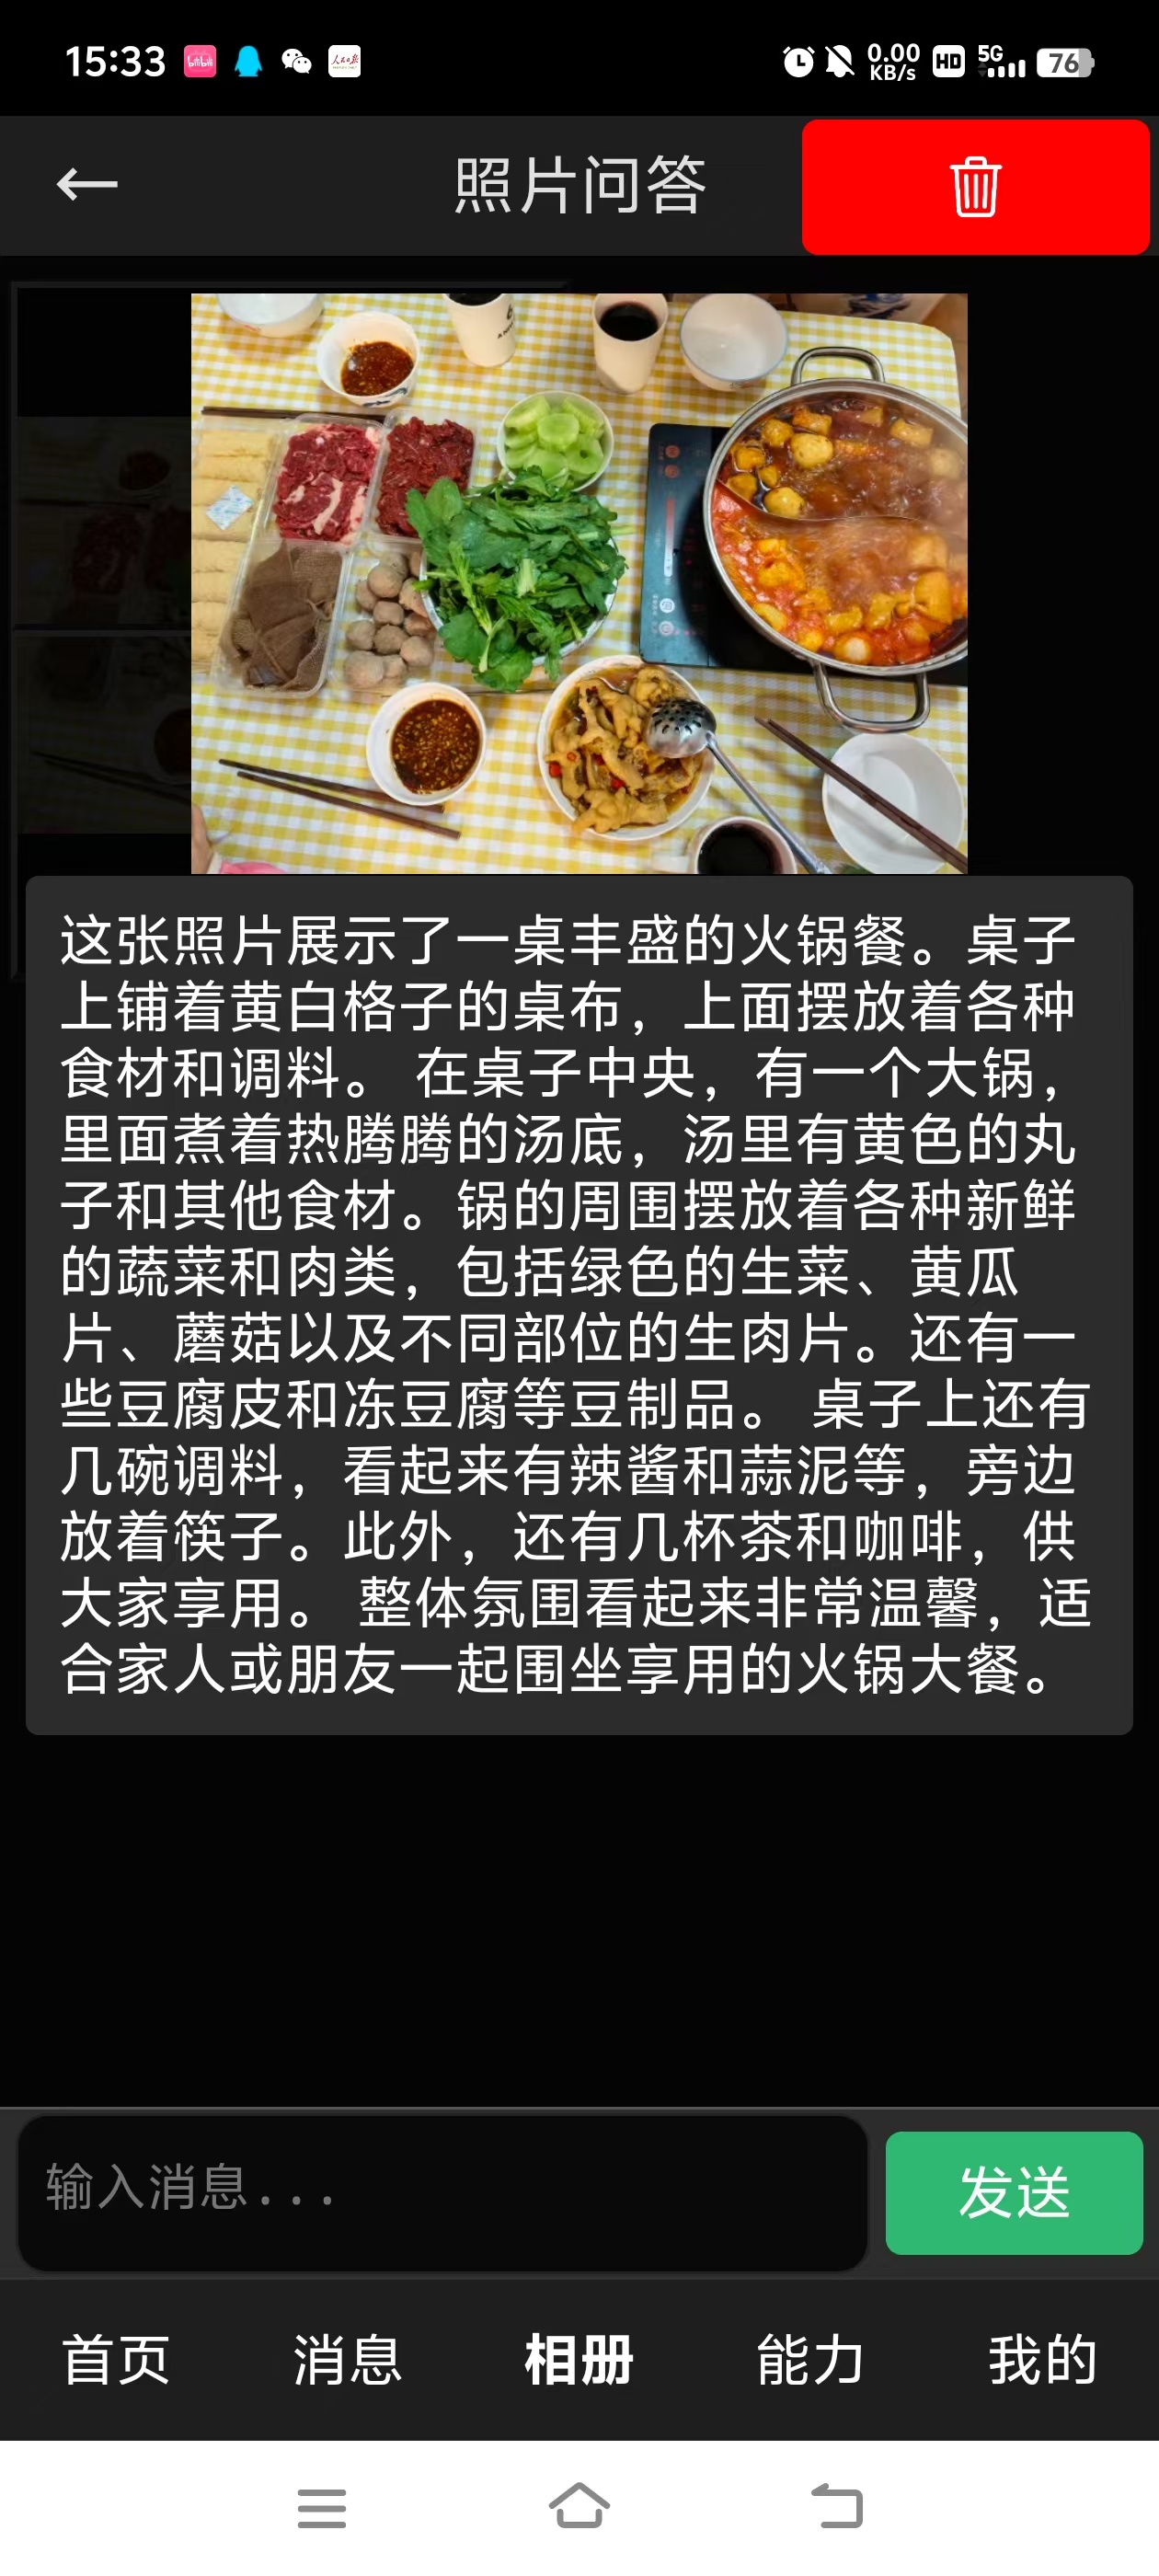 15:33
bilibili
人民日报
0.00
KB/s
HD
5G
76
照片问答
这张照片展示了一桌丰盛的火锅餐。桌子
上铺着黄白格子的桌布，上面摆放着各种
食材和调料。 在桌子中央，有一个大锅，
里面煮着热腾腾的汤底，汤里有黄色的丸
子和其他食材。锅的周围摆放着各种新鲜
的蔬菜和肉类，包括绿色的生菜、黄瓜
片、蘑菇以及不同部位的生肉片。还有一
些豆腐皮和冻豆腐等豆制品。 桌子上还有
几碗调料，看起来有辣酱和蒜泥等，旁边
放着筷子。此外，还有几杯茶和咖啡，供
大家享用。 整体氛围看起来非常温馨，适
合家人或朋友一起围坐享用的火锅大餐。
输入消息...
发送
首页
消息
相册
能力
我的